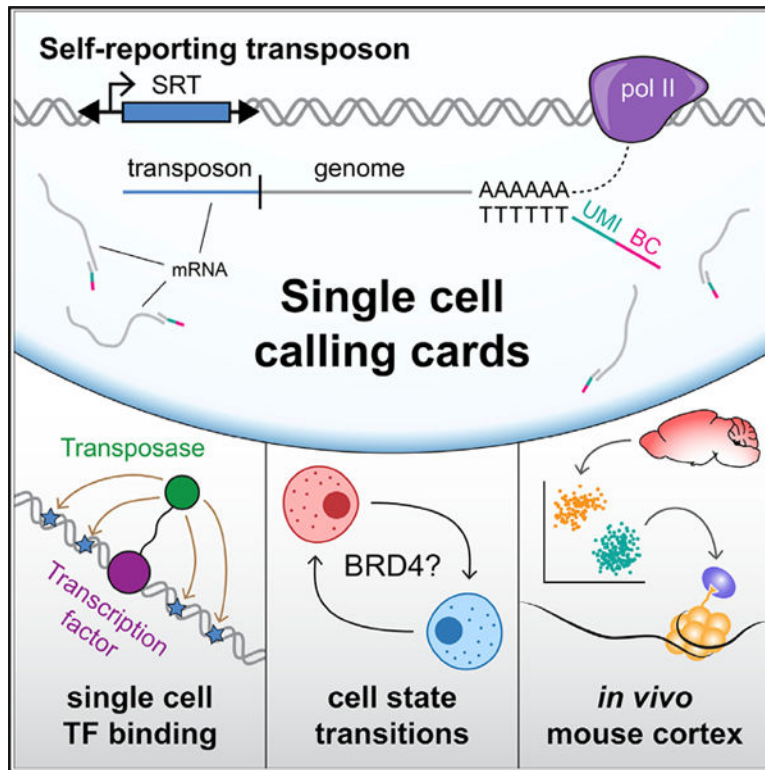 Self-reporting transposon
SRT
pol II
transposon
genome
AAAAAA
TTTTTT
UMI
BC
mRNA
Single cell
calling cards
Transposase
Transcription
factor
single cell
TF binding
BRD4?
cell state
transitions
in vivo
mouse cortex